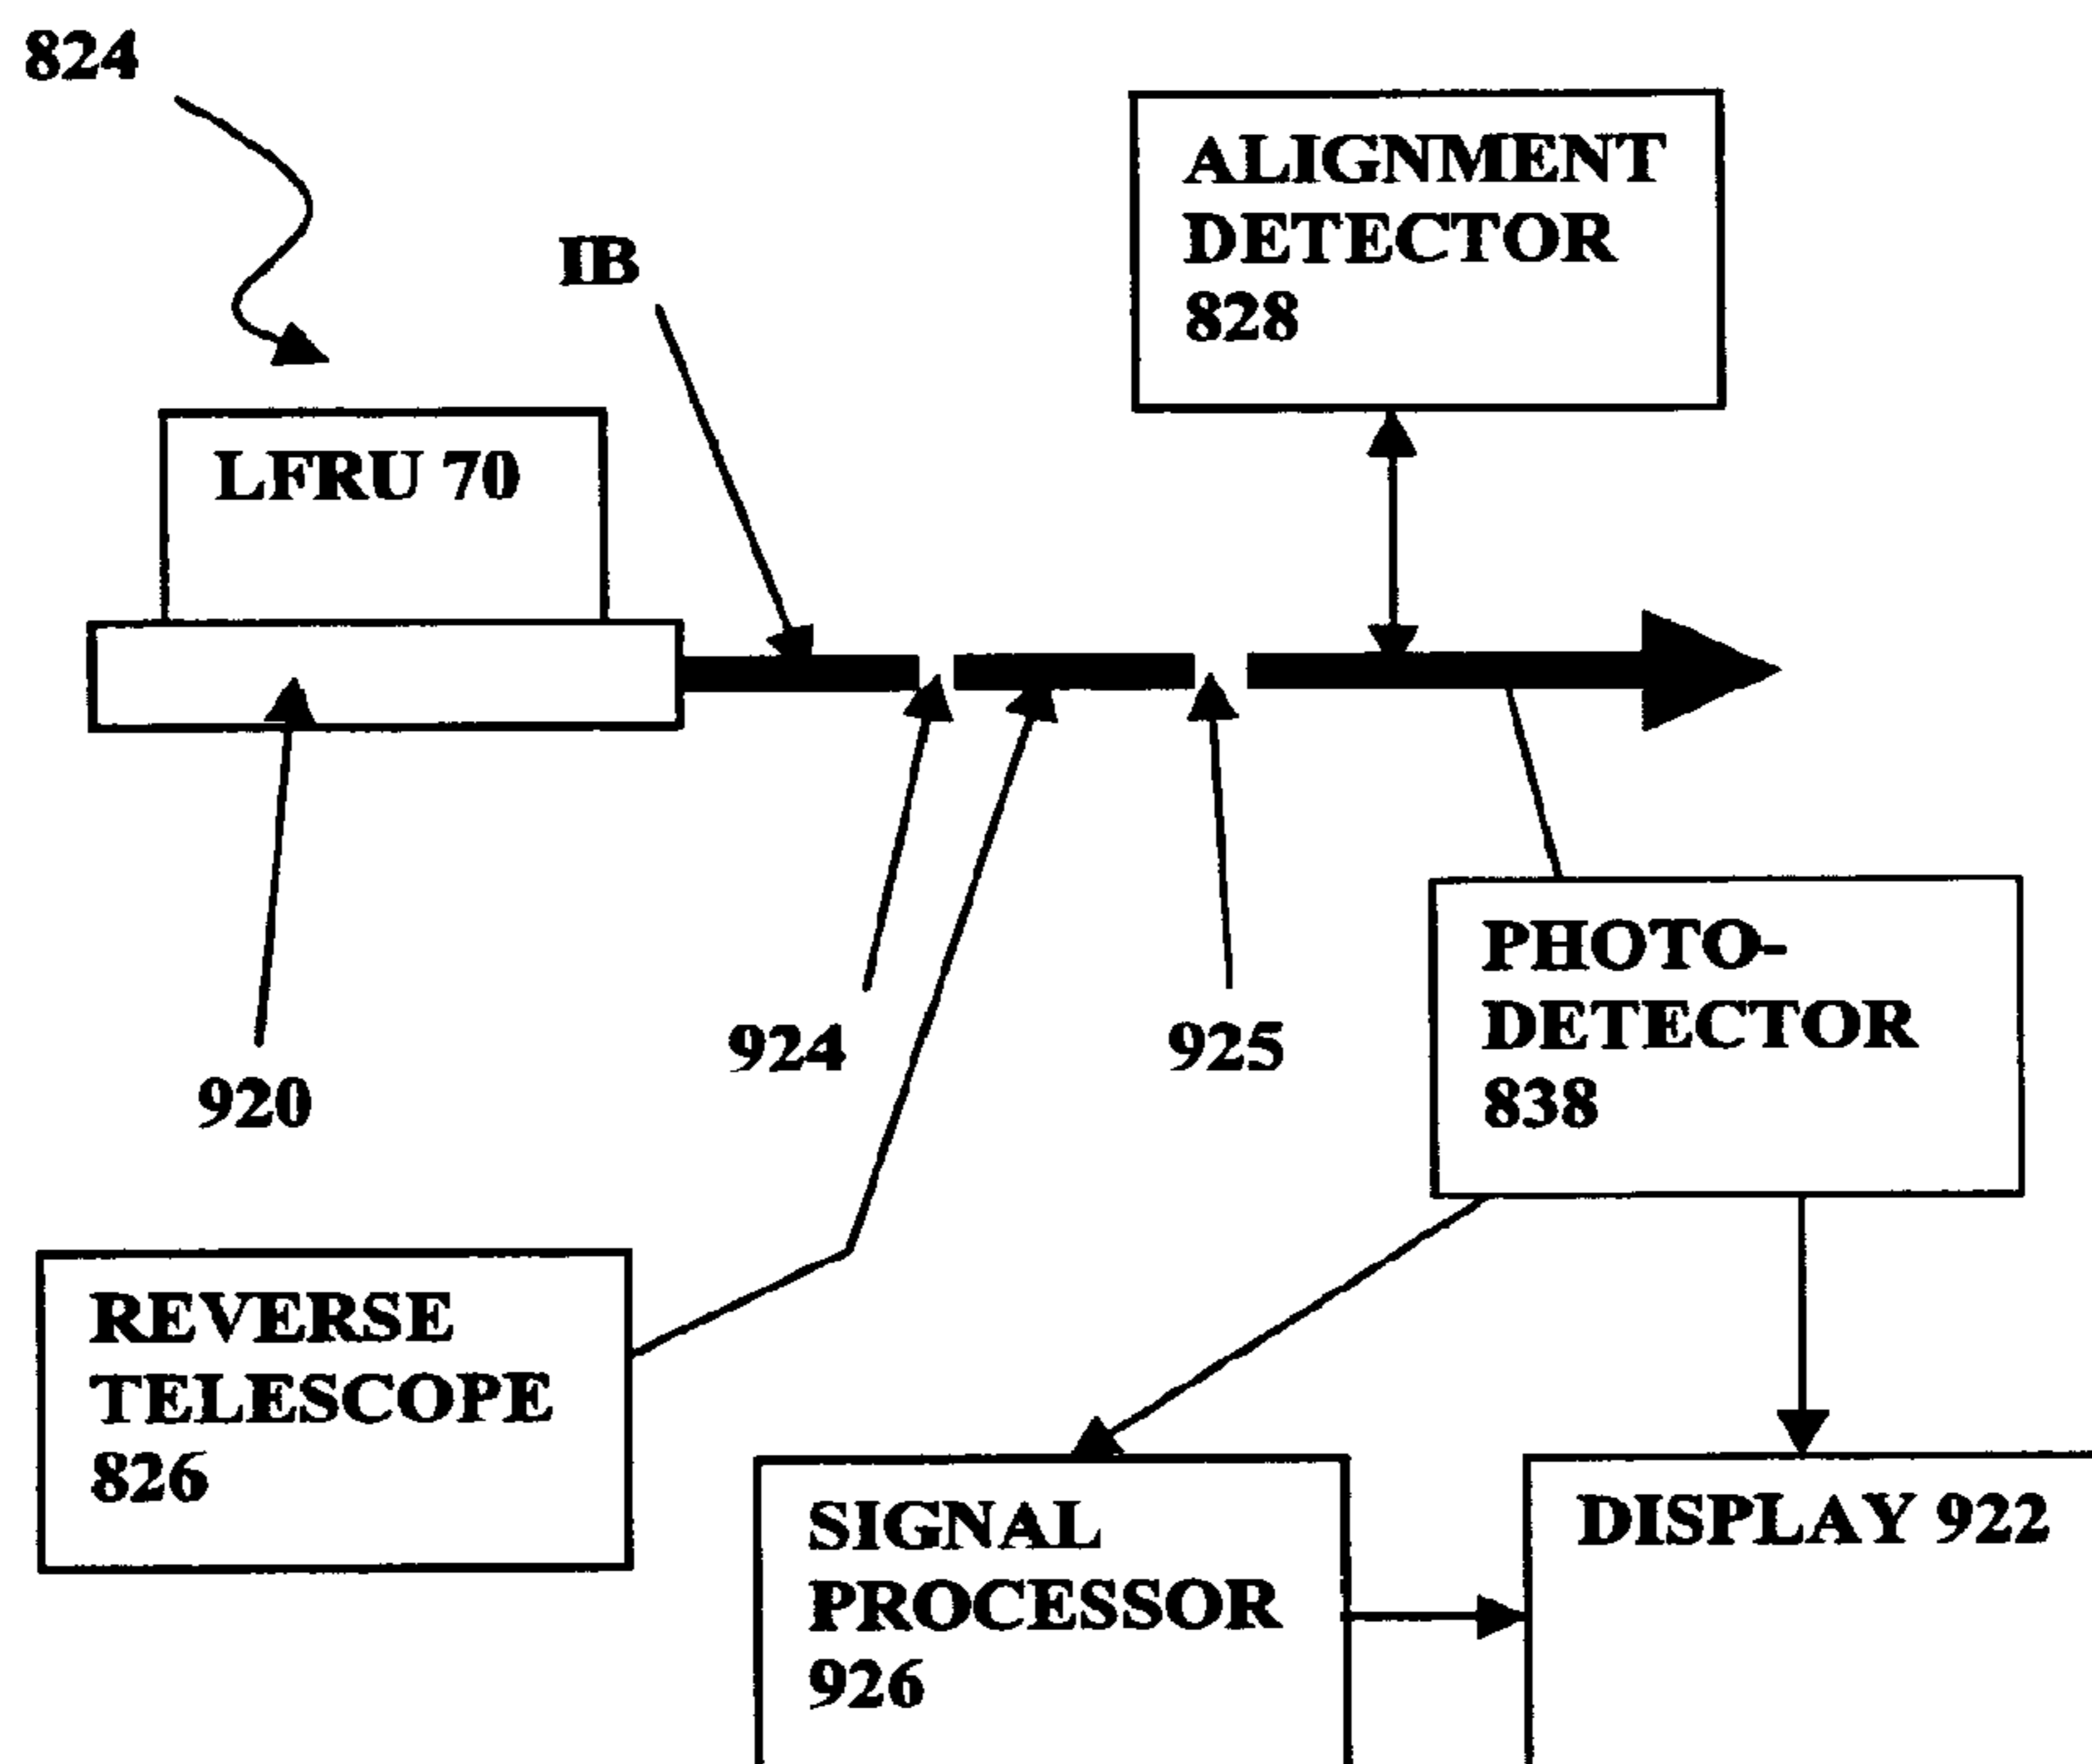 824
ALIGNMENT
DETECTOR
828
IB
LFRU 70
PHOTO-
DETECTOR
838
924
925
920
REVERSE
TELESCOPE
826
SIGNAL
PROCESSOR
926
DISPLAY 922